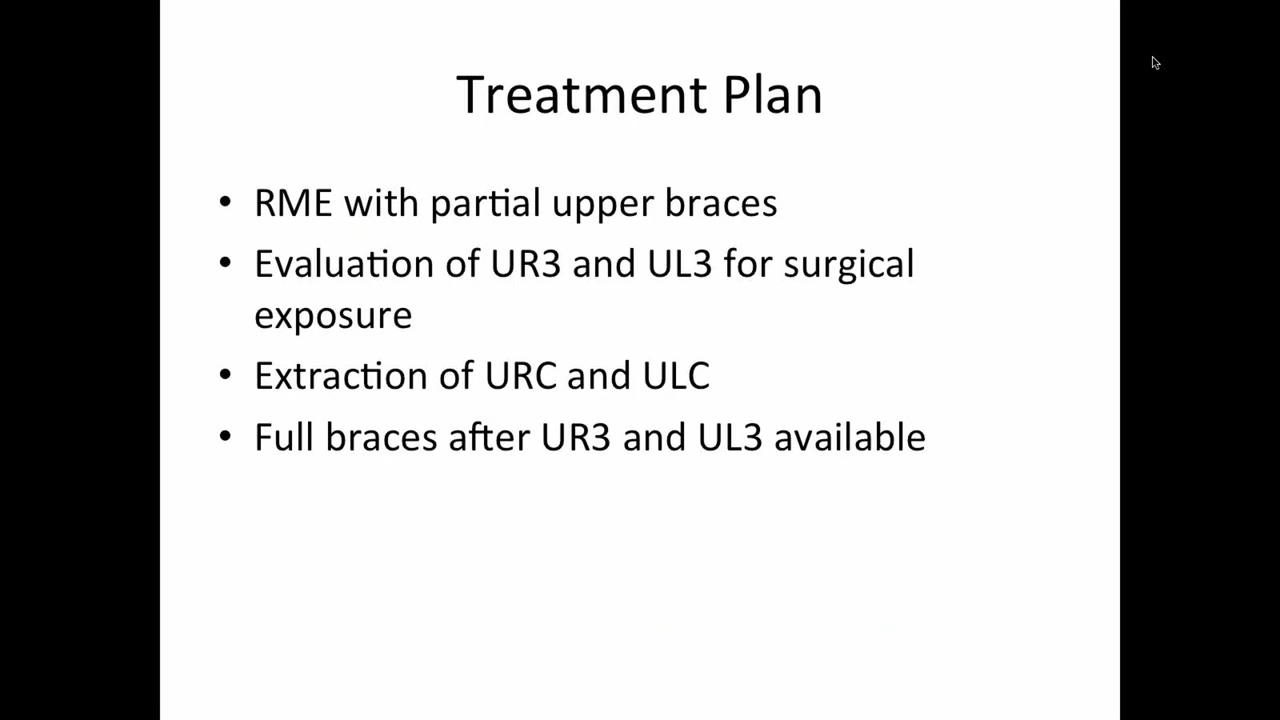 Treatment Plan
• RME with partial upper braces
• Evaluation of UR3 and UL3 for surgical
exposure
• Extraction of URC and ULC
• Full braces after UR3 and UL3 available